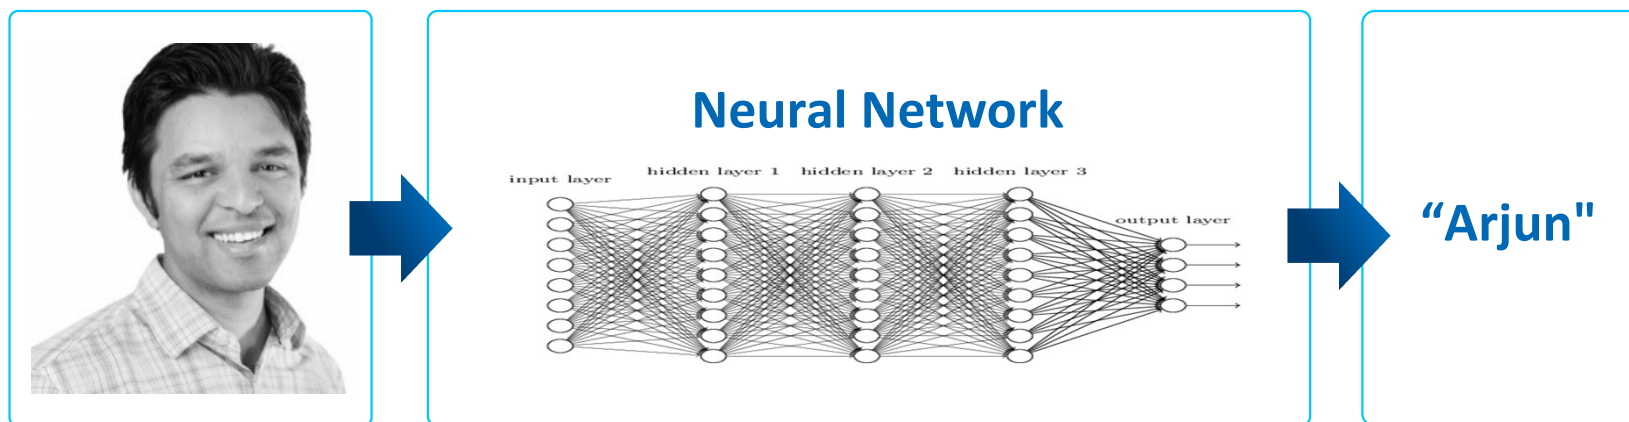 Neural Network
input layer
hidden layer 1
hidden layer 2
hidden layer 3
output layer
“Arjun"